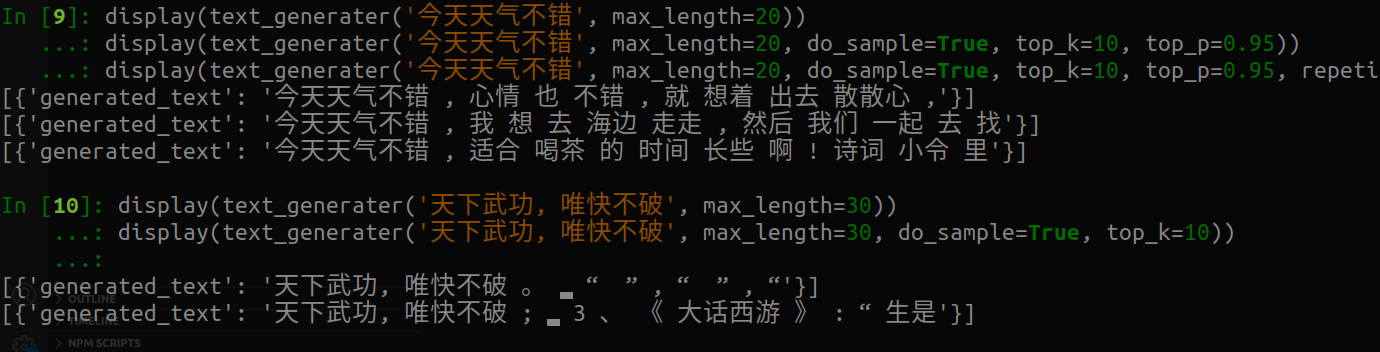 In [9]: display(text_generater('今天天气不错', max_length=20))
   ...: display(text_generater('今天天气不错', max_length=20, do_sample=True, top_k=10, top_p=0.95))
   ...: display(text_generater('今天天气不错', max_length=20, do_sample=True, top_k=10, top_p=0.95, repeti
[{'generated_text': '今天天气不错 , 心情 也 不错 , 就 想着 出去 散散心 ,'}]
[{'generated_text': '今天天气不错 , 我 想 去 海边 走走 , 然后 我们 一起 去 找'}]
[{'generated_text': '今天天气不错 , 适合 喝茶 的 时间 长些 啊 ! 诗词 小令 里'}]
In [10]: display(text_generater('天下武功, 唯快不破', max_length=30))
    ...: display(text_generater('天下武功, 唯快不破', max_length=30, do_sample=True, top_k=10))
    ...:
[{'generated_text': '天下武功, 唯快不破 。 ▂ “ ” , “ ” , “'}]
OUTLINE
[{'generated_text': '天下武功, 唯快不破 ; ▂ 3 、 《 大话西游 》 : “ 生是'}]
TIMELINE
NPM SCRIPTS